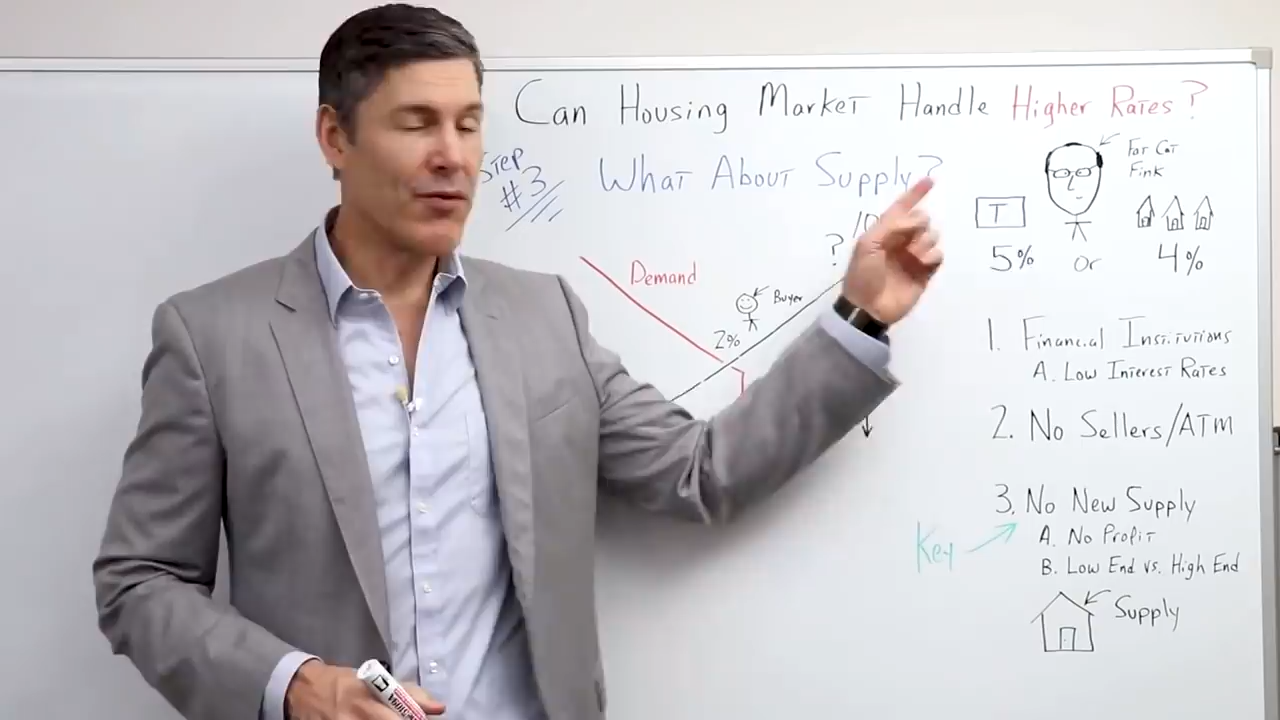 Can Housing Market Handle Higher Rates?
Step
#3
What About Supply?
Fat Cat
Fink
T
5% or 4%
?
10
Demand
Buyer
2%
1. Financial Institutions
A. Low Interest Rates
2. No Sellers/ATM
3. No New Supply
Key
A. No Profit
B. Low End vs. High End
Supply